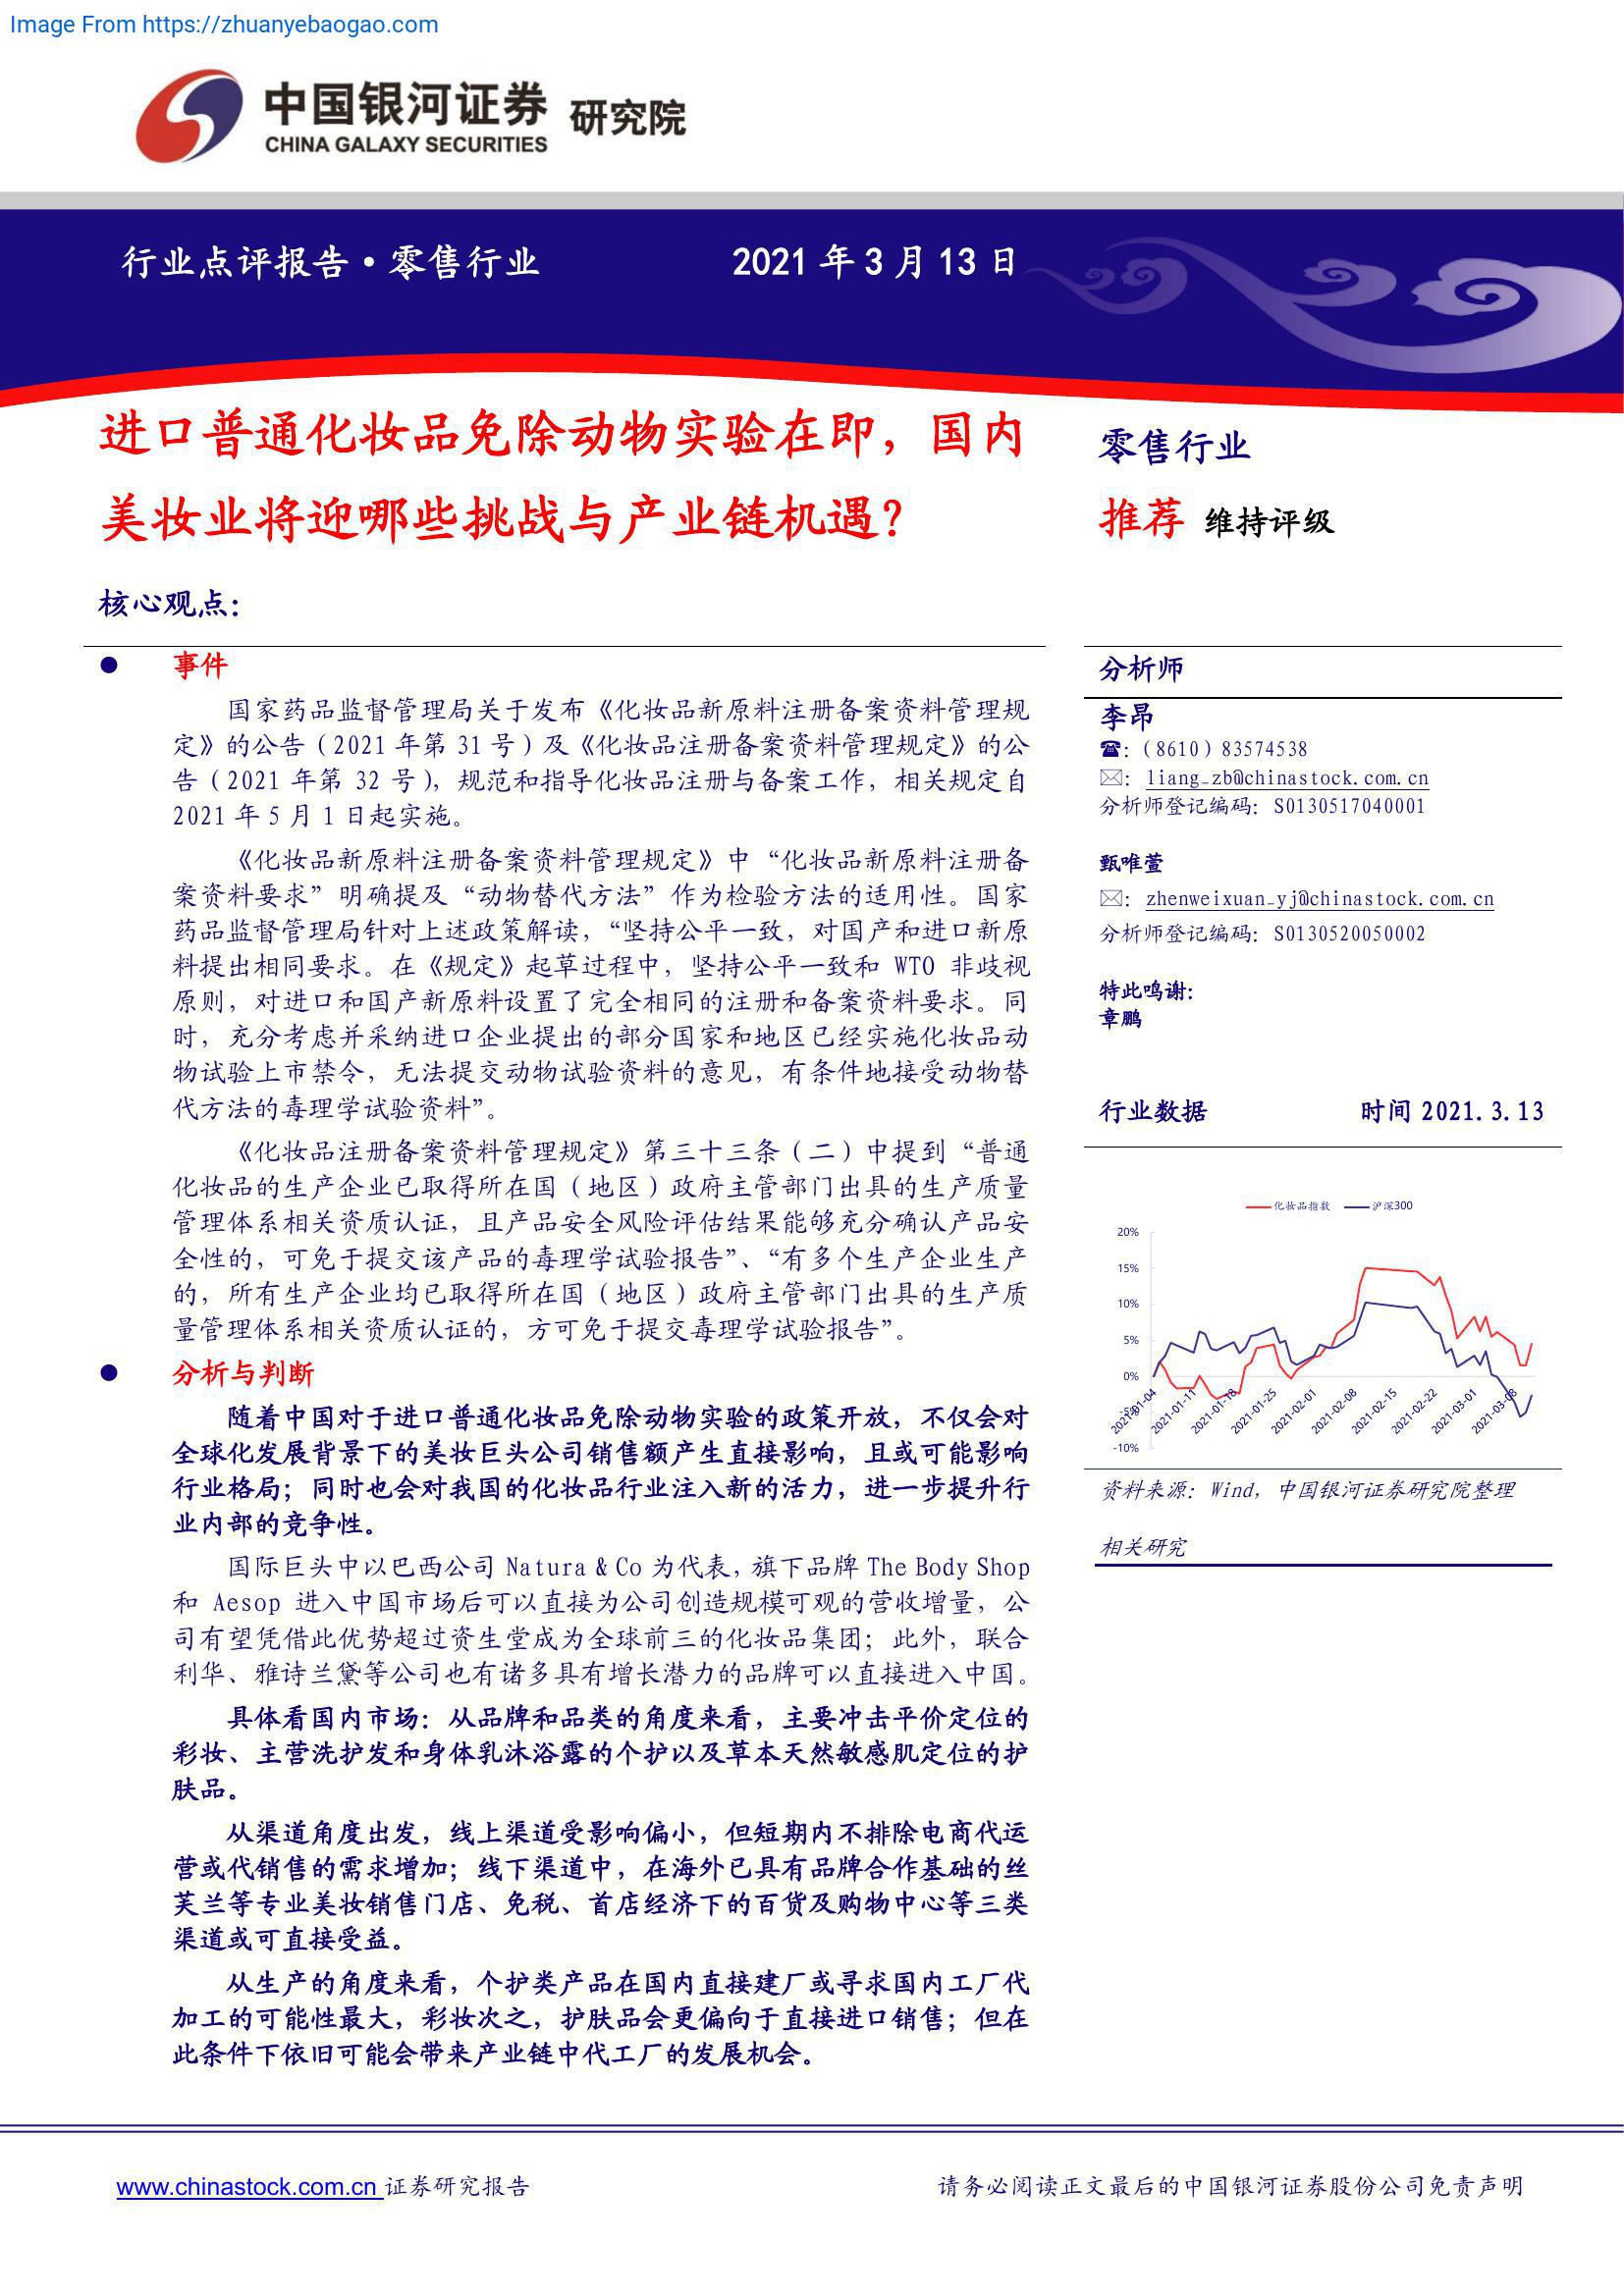 Image From https://zhuanyebaogao.com
中国银河证券 研究院
CHINA GALAXY SECURITIES
行业点评报告·零售行业 2021 年 3 月 13 日
进口普通化妆品免除动物实验在即，国内
美妆业将迎哪些挑战与产业链机遇？
核心观点：
● 事件
国家药品监督管理局关于发布《化妆品新原料注册备案资料管理规
定》的公告（2021 年第 31 号）及《化妆品注册备案资料管理规定》的公
告（2021 年第 32 号），规范和指导化妆品注册与备案工作，相关规定自
2021 年 5 月 1 日起实施。
《化妆品新原料注册备案资料管理规定》中“化妆品新原料注册备
案资料要求”明确提及“动物替代方法”作为检验方法的适用性。国家
药品监督管理局针对上述政策解读，“坚持公平一致，对国产和进口新原
料提出相同要求。在《规定》起草过程中，坚持公平一致和 WTO 非歧视
原则，对进口和国产新原料设置了完全相同的注册和备案资料要求。同
时，充分考虑并采纳进口企业提出的部分国家和地区已经实施化妆品动
物试验上市禁令，无法提交动物试验资料的意见，有条件地接受动物替
代方法的毒理学试验资料”。
《化妆品注册备案资料管理规定》第三十三条（二）中提到“普通
化妆品的生产企业已取得所在国（地区）政府主管部门出具的生产质量
管理体系相关资质认证，且产品安全风险评估结果能够充分确认产品安
全性的，可免于提交该产品的毒理学试验报告”、“有多个生产企业生产
的，所有生产企业均已取得所在国（地区）政府主管部门出具的生产质
量管理体系相关资质认证的，方可免于提交毒理学试验报告”。
● 分析与判断
随着中国对于进口普通化妆品免除动物实验的政策开放，不仅会对
全球化发展背景下的美妆巨头公司销售额产生直接影响，且或可能影响
行业格局；同时也会对我国的化妆品行业注入新的活力，进一步提升行
业内部的竞争性。
国际巨头中以巴西公司 Natura & Co 为代表，旗下品牌 The Body Shop
和 Aesop 进入中国市场后可以直接为公司创造规模可观的营收增量，公
司有望凭借此优势超过资生堂成为全球前三的化妆品集团；此外，联合
利华、雅诗兰黛等公司也有诸多具有增长潜力的品牌可以直接进入中国。
具体看国内市场：从品牌和品类的角度来看，主要冲击平价定位的
彩妆、主营洗护发和身体乳沐浴露的个护以及草本天然敏感肌定位的护
肤品。
从渠道角度出发，线上渠道受影响偏小，但短期内不排除电商代运
营或代销售的需求增加；线下渠道中，在海外已具有品牌合作基础的丝
芙兰等专业美妆销售门店、免税、首店经济下的百货及购物中心等三类
渠道或可直接受益。
从生产的角度来看，个护类产品在国内直接建厂或寻求国内工厂代
加工的可能性最大，彩妆次之，护肤品会更偏向于直接进口销售；但在
此条件下依旧可能会带来产业链中代工厂的发展机会。
零售行业
推荐 维持评级
分析师
李昂
☎：（8610）83574538
✉：liang_zb@chinastock.com.cn
分析师登记编码：S0130517040001
甄唯萱
✉：zhenweixuan_yj@chinastock.com.cn
分析师登记编码：S0130520050002
特此鸣谢：
章鹏
行业数据 时间 2021.3.13
化妆品指数 沪深300
20%
15%
10%
5%
0%
-5%
-10%
2021-01-04 2021-01-11 2021-01-18 2021-01-25 2021-02-01 2021-02-08 2021-02-15 2021-02-22 2021-03-01 2021-03-08
资料来源：Wind，中国银河证券研究院整理
相关研究
www.chinastock.com.cn 证券研究报告 请务必阅读正文最后的中国银河证券股份公司免责声明